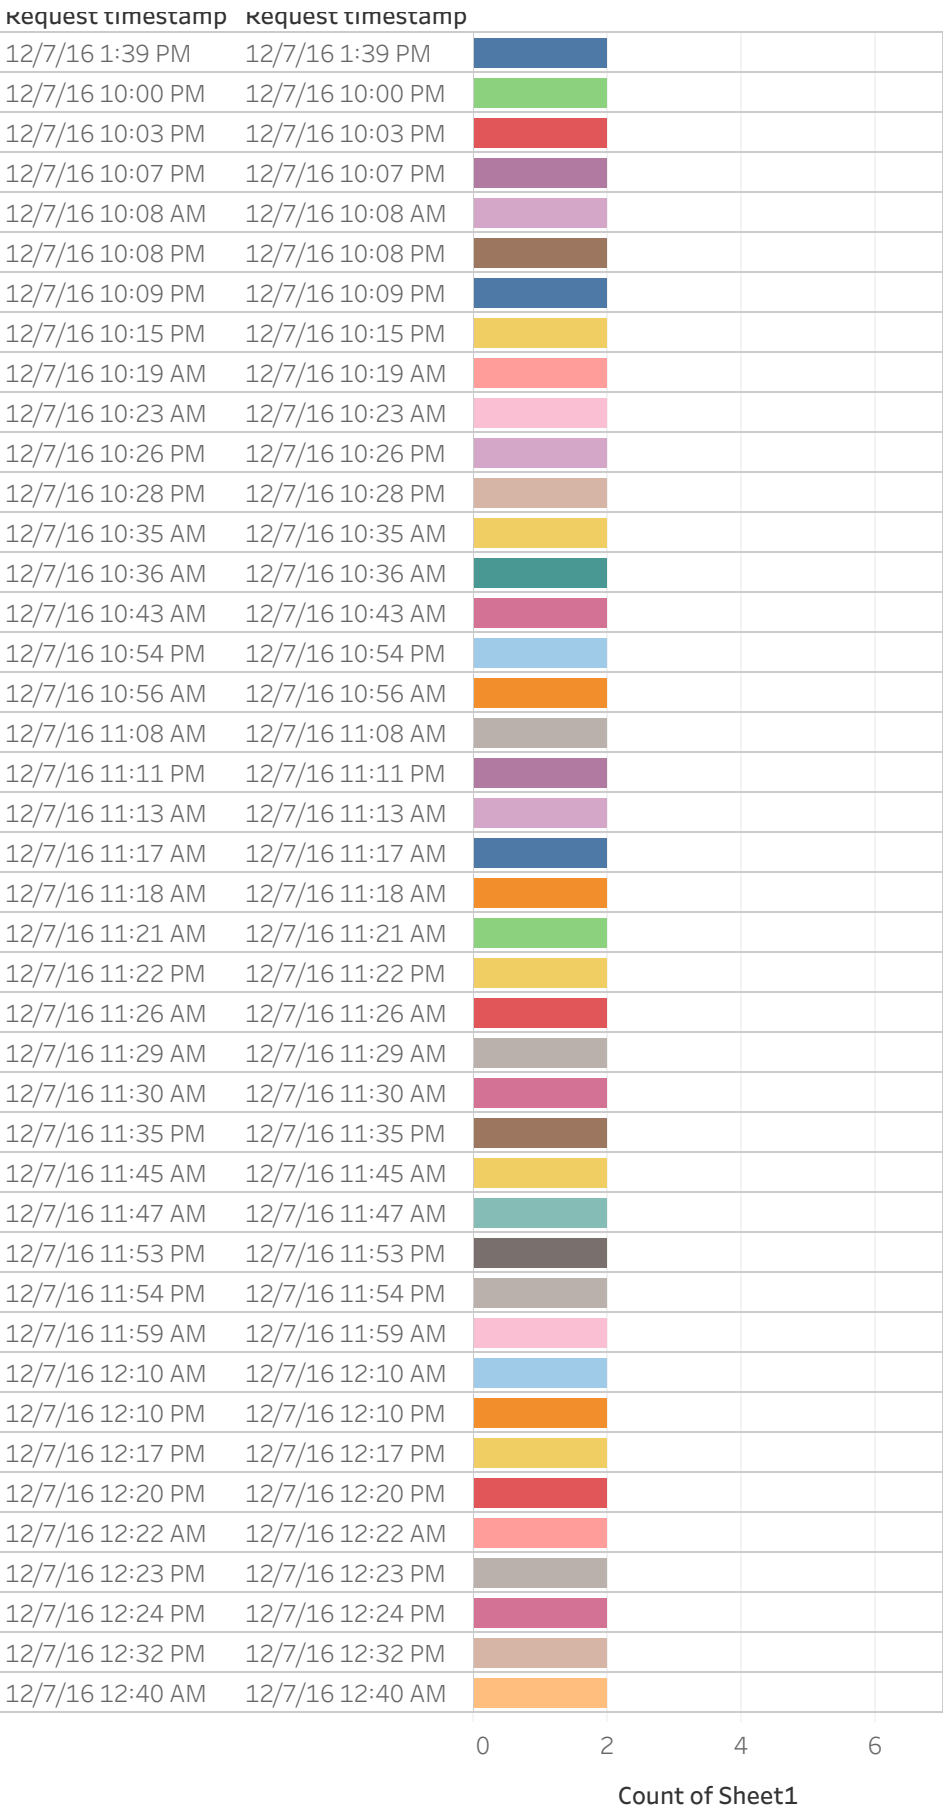 Request timestamp Request timestamp
12/7/16 1:39 PM 12/7/16 1:39 PM
12/7/16 10:00 PM 12/7/16 10:00 PM
12/7/16 10:03 PM 12/7/16 10:03 PM
12/7/16 10:07 PM 12/7/16 10:07 PM
12/7/16 10:08 AM 12/7/16 10:08 AM
12/7/16 10:08 PM 12/7/16 10:08 PM
12/7/16 10:09 PM 12/7/16 10:09 PM
12/7/16 10:15 PM 12/7/16 10:15 PM
12/7/16 10:19 AM 12/7/16 10:19 AM
12/7/16 10:23 AM 12/7/16 10:23 AM
12/7/16 10:26 PM 12/7/16 10:26 PM
12/7/16 10:28 PM 12/7/16 10:28 PM
12/7/16 10:35 AM 12/7/16 10:35 AM
12/7/16 10:36 AM 12/7/16 10:36 AM
12/7/16 10:43 AM 12/7/16 10:43 AM
12/7/16 10:54 PM 12/7/16 10:54 PM
12/7/16 10:56 AM 12/7/16 10:56 AM
12/7/16 11:08 AM 12/7/16 11:08 AM
12/7/16 11:11 PM 12/7/16 11:11 PM
12/7/16 11:13 AM 12/7/16 11:13 AM
12/7/16 11:17 AM 12/7/16 11:17 AM
12/7/16 11:18 AM 12/7/16 11:18 AM
12/7/16 11:21 AM 12/7/16 11:21 AM
12/7/16 11:22 PM 12/7/16 11:22 PM
12/7/16 11:26 AM 12/7/16 11:26 AM
12/7/16 11:29 AM 12/7/16 11:29 AM
12/7/16 11:30 AM 12/7/16 11:30 AM
12/7/16 11:35 PM 12/7/16 11:35 PM
12/7/16 11:45 AM 12/7/16 11:45 AM
12/7/16 11:47 AM 12/7/16 11:47 AM
12/7/16 11:53 PM 12/7/16 11:53 PM
12/7/16 11:54 PM 12/7/16 11:54 PM
12/7/16 11:59 AM 12/7/16 11:59 AM
12/7/16 12:10 AM 12/7/16 12:10 AM
12/7/16 12:10 PM 12/7/16 12:10 PM
12/7/16 12:17 PM 12/7/16 12:17 PM
12/7/16 12:20 PM 12/7/16 12:20 PM
12/7/16 12:22 AM 12/7/16 12:22 AM
12/7/16 12:23 PM 12/7/16 12:23 PM
12/7/16 12:24 PM 12/7/16 12:24 PM
12/7/16 12:32 PM 12/7/16 12:32 PM
12/7/16 12:40 AM 12/7/16 12:40 AM
0 2 4 6
Count of Sheet1